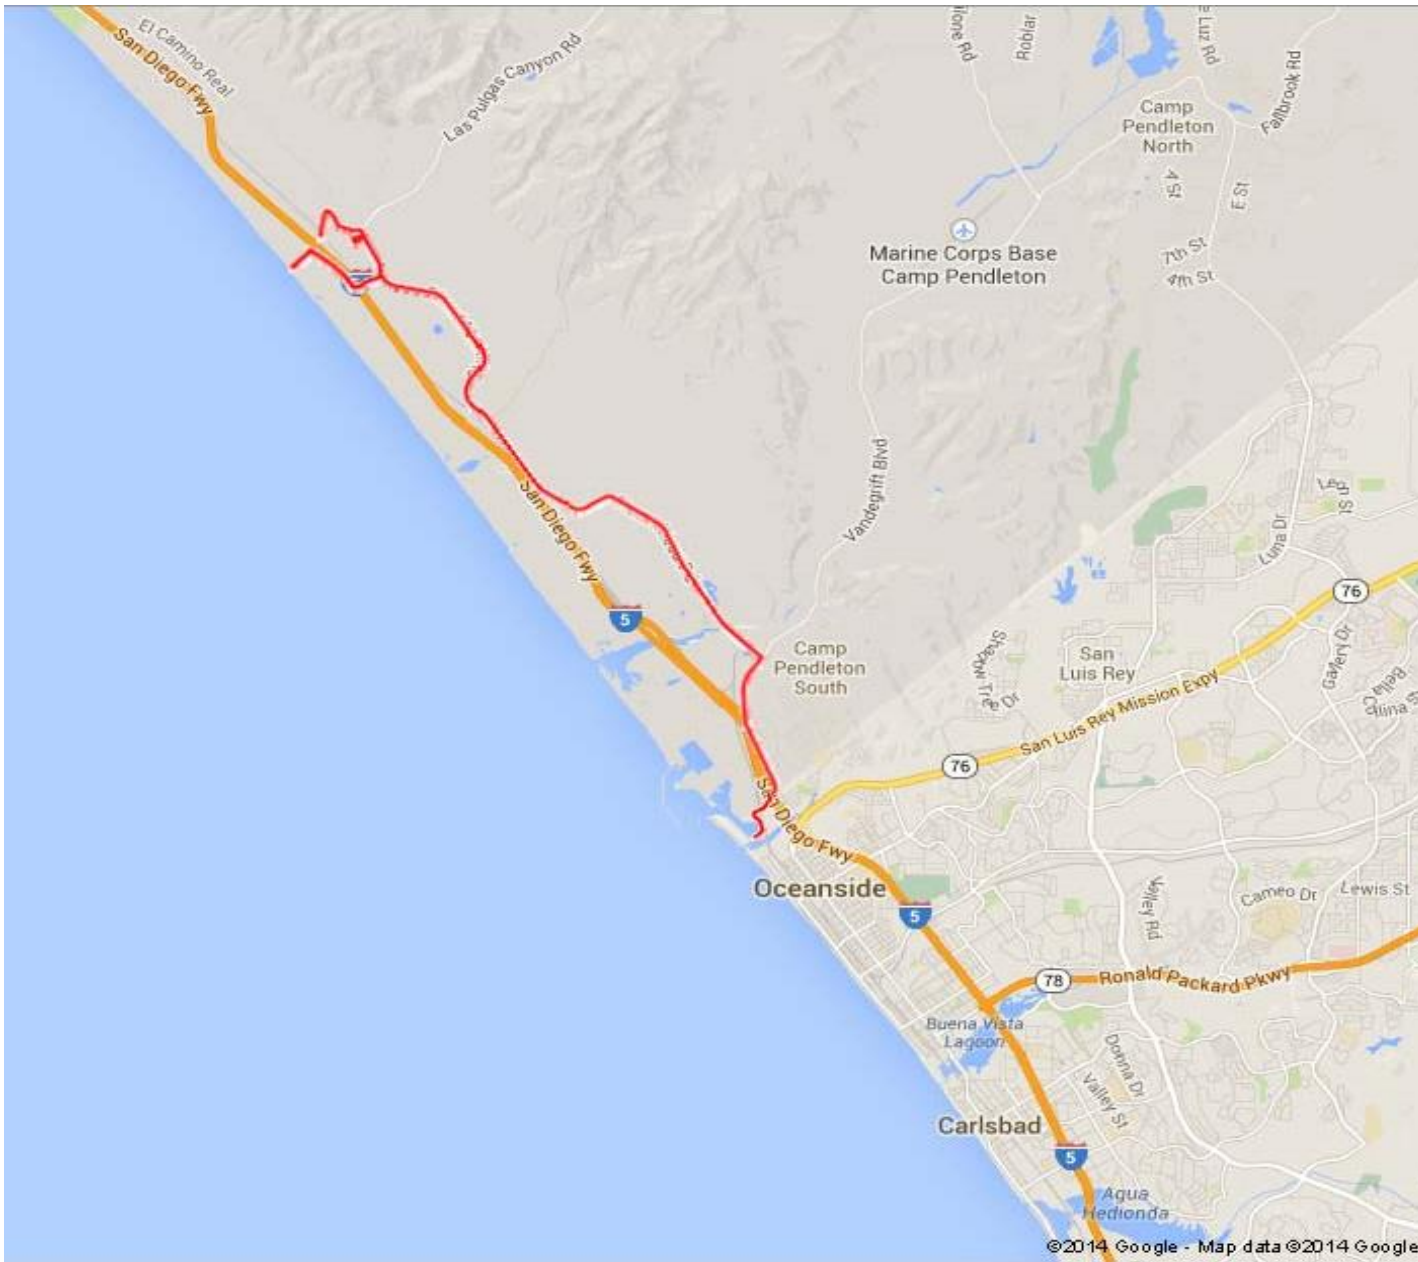 El Camino Real
San Diego Fwy
Las Pulgas Canyon Rd
Roblar
Fallbrook Rd
Camp
Pendleton
North
A St
E St
7th St
4th St
Marine Corps Base
Camp Pendleton
Vandegrift Blvd
Luna Dr
San Diego Fwy
5
76
Camp
Pendleton
South
San
Luis Rey
San Luis Rey Mission Expy
76
San Diego Fwy
Oceanside
5
Valley Rd
Cameo Dr
Lewis St
78
Ronald Packard Pkwy
Buena Vista
Lagoon
Donna Dr
Valley St
Carlsbad
5
Agua
Hedionda
©2014 Google - Map data ©2014 Google